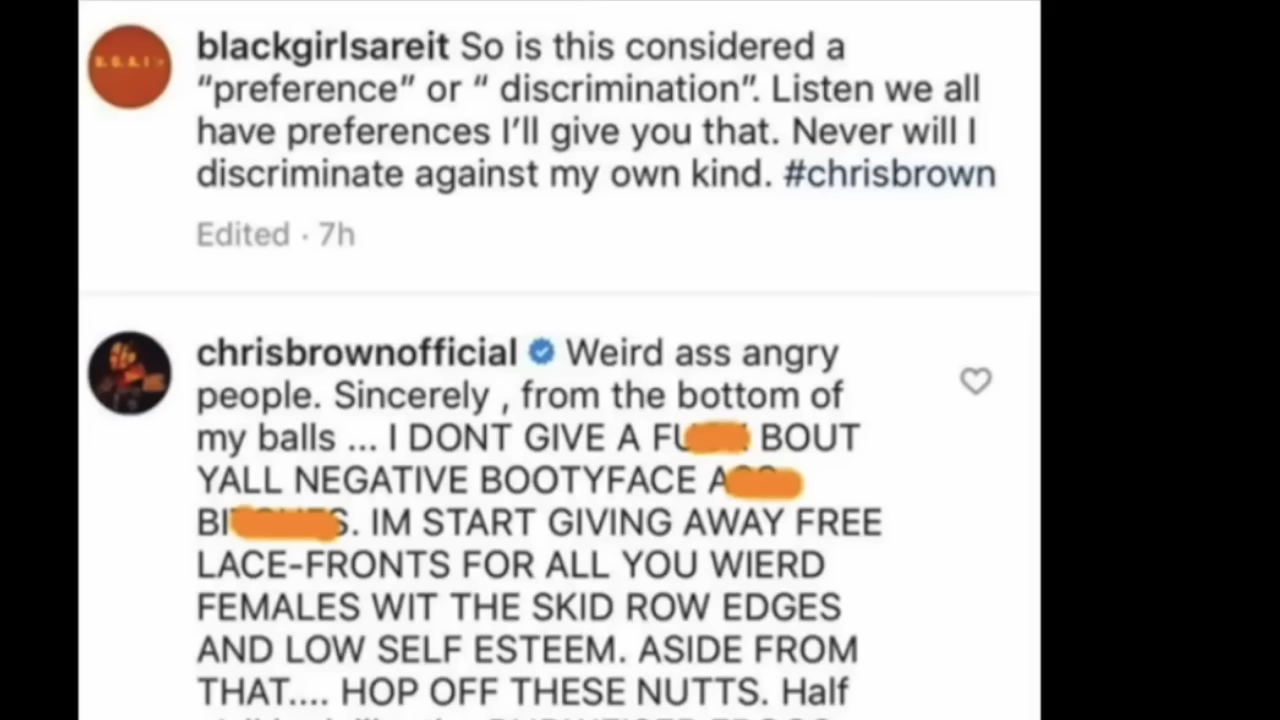 B. G. A. I
blackgirlsareit So is this considered a
“preference” or “ discrimination”. Listen we all
have preferences I’ll give you that. Never will I
discriminate against my own kind. #chrisbrown
Edited · 7h
chrisbrownofficial Weird ass angry
people. Sincerely , from the bottom of
my balls ... I DONT GIVE A FU BOUT
YALL NEGATIVE BOOTYFACE A
BI S. IM START GIVING AWAY FREE
LACE-FRONTS FOR ALL YOU WIERD
FEMALES WIT THE SKID ROW EDGES
AND LOW SELF ESTEEM. ASIDE FROM
THAT.... HOP OFF THESE NUTTS. Half